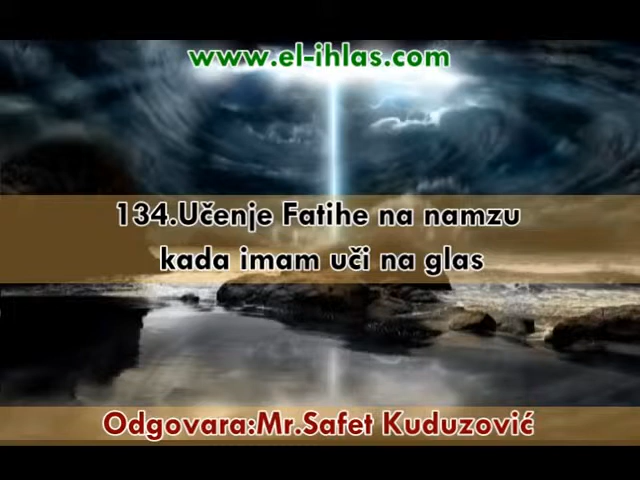 www.el-ihlas.com
134.Učenje Fatihe na namzu
kada imam uči na glas
Odgovara:Mr.Safet Kuduzović